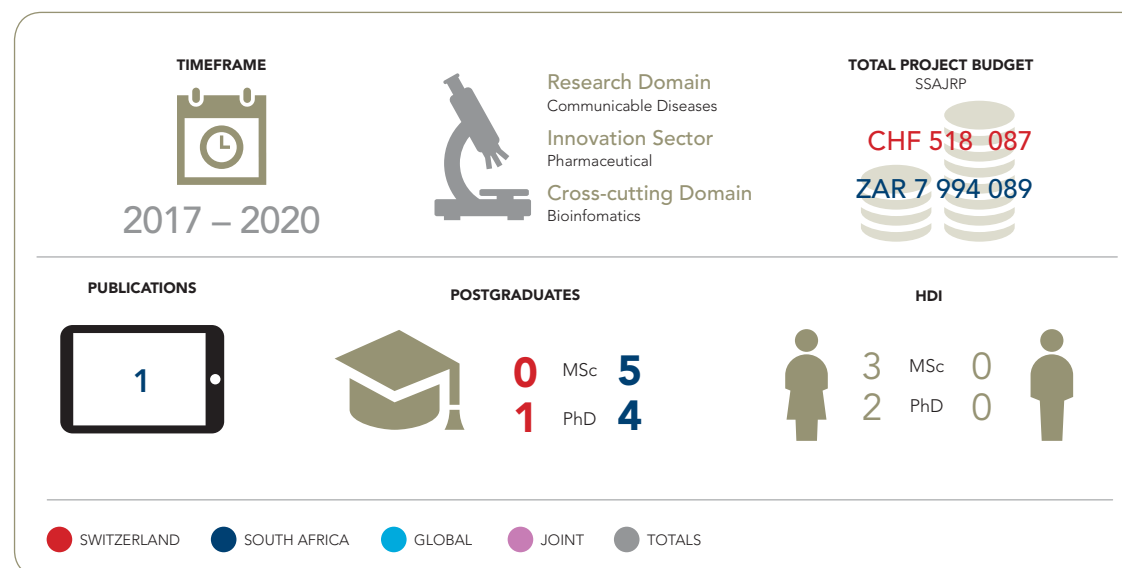 TIMEFRAME
2017 – 2020
Research Domain
Communicable Diseases
Innovation Sector
Pharmaceutical
Cross-cutting Domain
Bioinfomatics
TOTAL PROJECT BUDGET
SSAJRP
CHF 518 087
ZAR 7 994 089
PUBLICATIONS
1
POSTGRADUATES
0 MSc 5
1 PhD 4
HDI
3 MSc 0
2 PhD 0
SWITZERLAND SOUTH AFRICA GLOBAL JOINT TOTALS